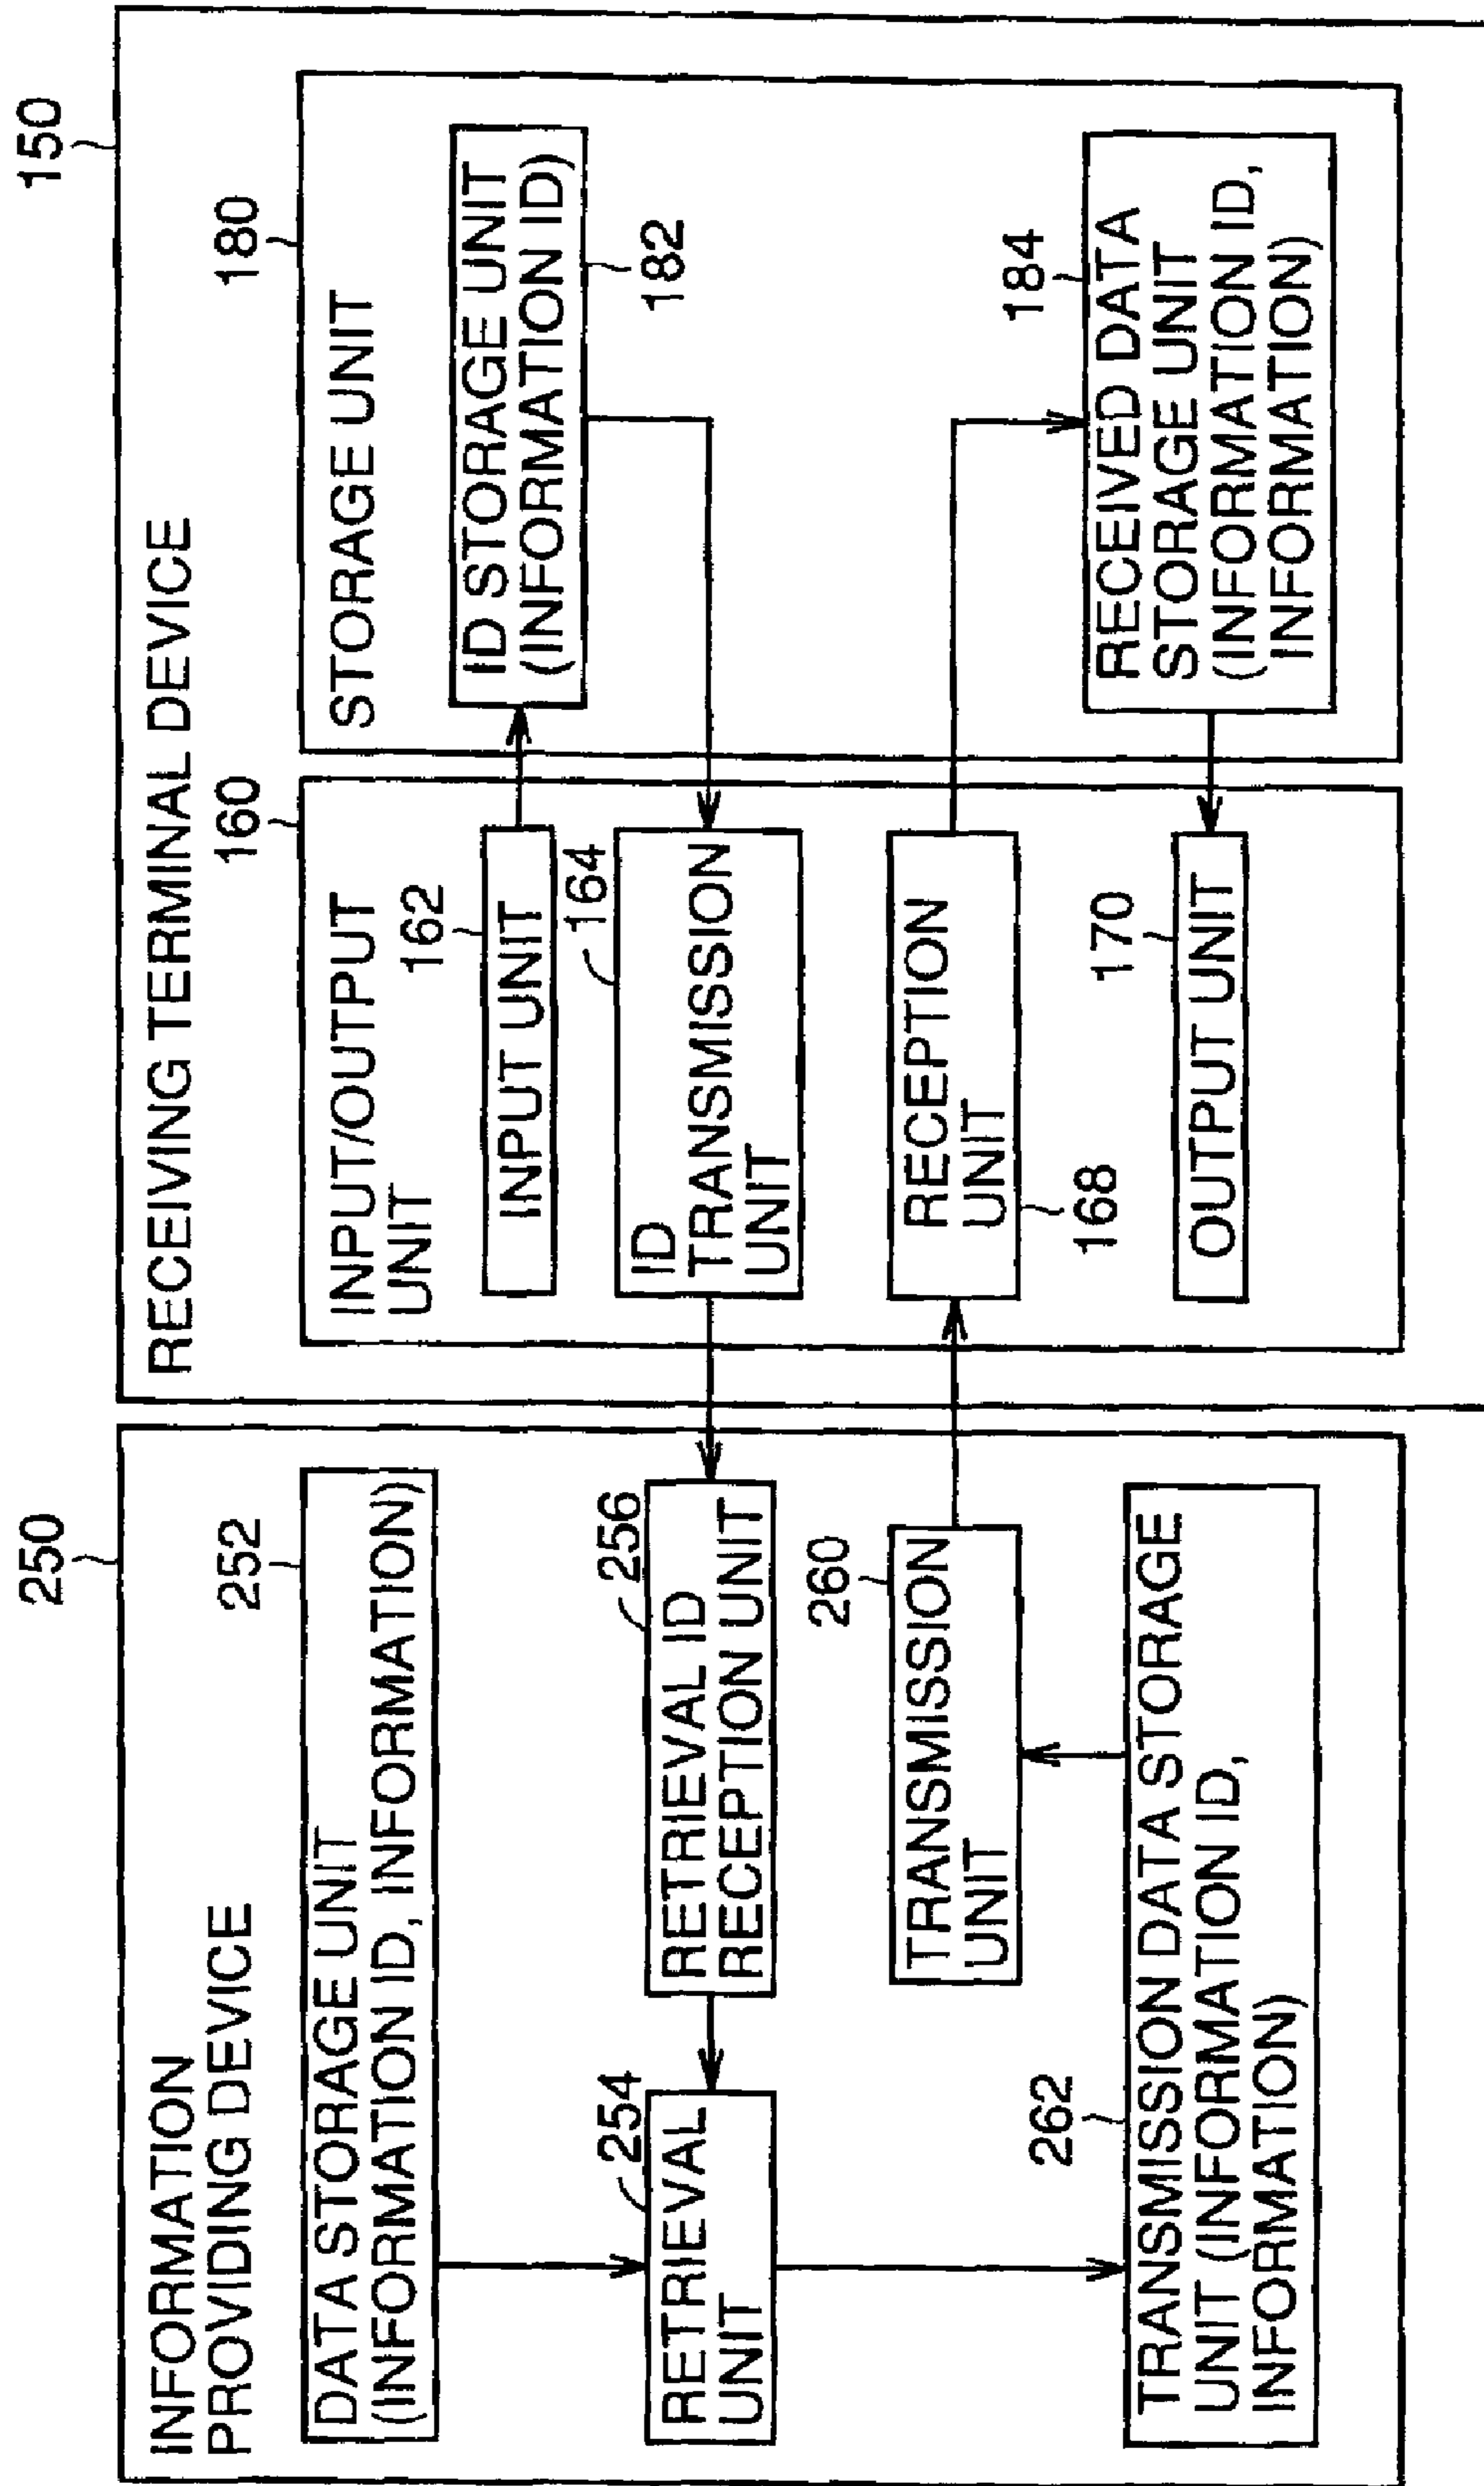 250
INFORMATION
PROVIDING DEVICE
252
DATA STORAGE UNIT
(INFORMATION ID, INFORMATION)
254
RETRIEVAL
UNIT
256
RETRIEVAL ID
RECEPTION UNIT
260
TRANSMISSION
UNIT
262
TRANSMISSION DATA STORAGE
UNIT (INFORMATION ID,
INFORMATION)
150
RECEIVING TERMINAL DEVICE
160
INPUT/OUTPUT
UNIT
162
INPUT UNIT
164
ID
TRANSMISSION
UNIT
RECEPTION
UNIT
168
170
OUTPUT UNIT
180
STORAGE UNIT
ID STORAGE UNIT
(INFORMATION ID)
182
184
RECEIVED DATA
STORAGE UNIT
(INFORMATION ID,
INFORMATION)